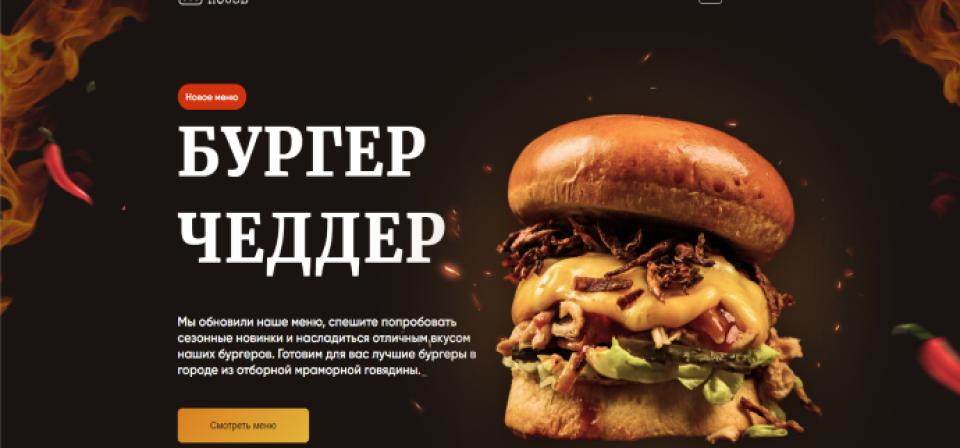 Новое меню
БУРГЕР
ЧЕДДЕР
Мы обновили наше меню, спешите попробовать
сезонные новинки и насладиться отличным вкусом
наших бургеров. Готовим для вас лучшие бургеры в
городе из отборной мраморной говядины.
Смотреть меню